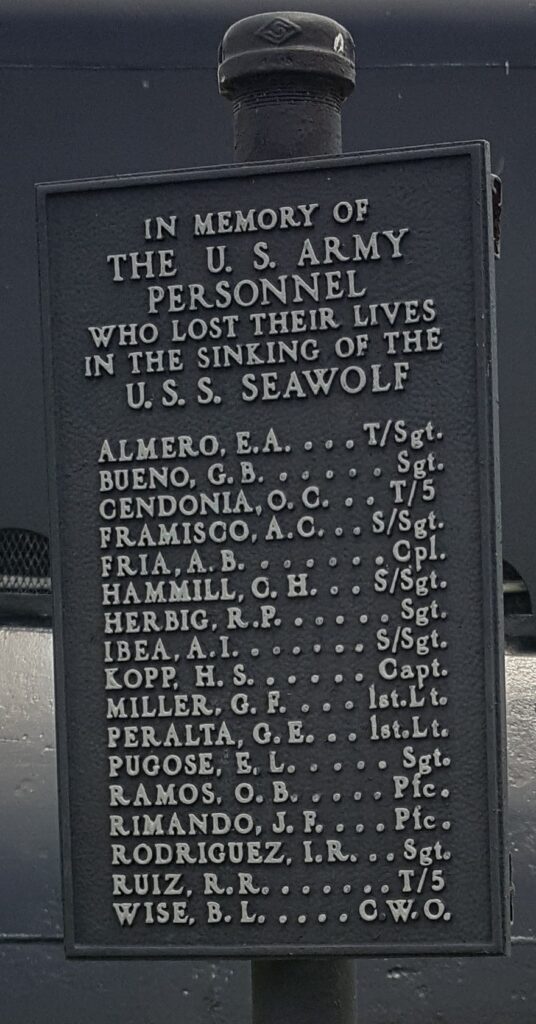 IN MEMORY OF
THE U. S. ARMY
PERSONNEL
WHO LOST THEIR LIVES
IN THE SINKING OF THE
U. S. S. SEAWOLF
ALMERO, E.A. . . . . T/Sgt.
BUENO, G. B. . . . . . . Sgt.
CENDONIA, O. C. . . . T/5
FRAMISCO, A.C. . . S/Sgt.
FRIA, A. B. . . . . . . . Cpl.
HAMMILL, C. H. . . S/Sgt.
HERBIG, R.P. . . . . . . Sgt.
IBEA, A. I. . . . . . . . S/Sgt.
KOPP, H. S. . . . . . . Capt.
MILLER, G. F. . . . . 1st.Lt.
PERALTA, G. E. . . 1st.Lt.
PUGOSE, E, L. . . . . . Sgt.
RAMOS, O. B. . . . . . Pfc.
RIMANDO, J. F. . . . Pfc.
RODRIGUEZ, I.R. . . Sgt.
RUIZ, R.R. . . . . . . . T/5
WISE, B. L. . . . . . C.W.O.